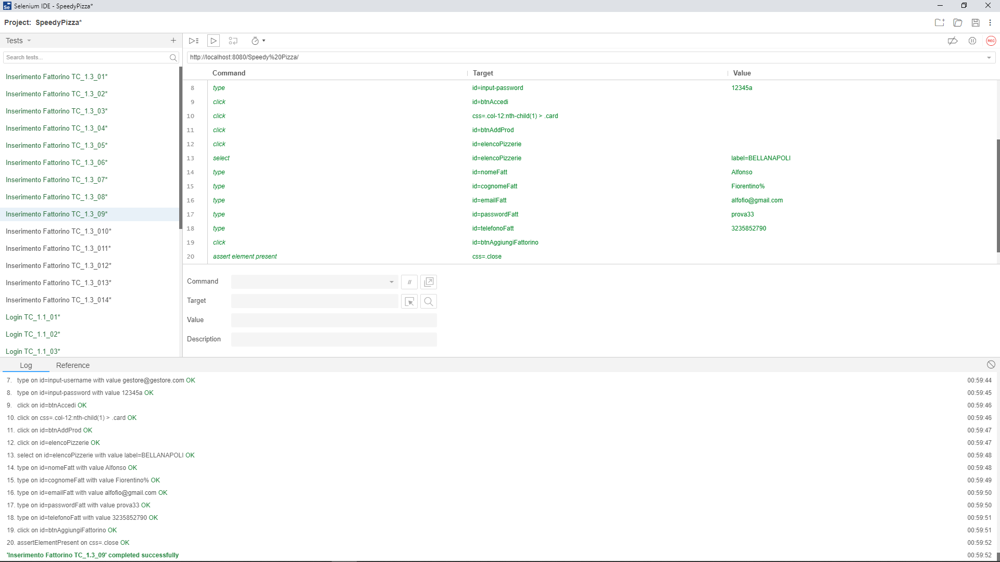 Selenium IDE - SpeedyPizza*
Project: SpeedyPizza*
Tests
Search tests...
Inserimento Fattorino TC_1.3_01*
Inserimento Fattorino TC_1.3_02*
Inserimento Fattorino TC_1.3_03*
Inserimento Fattorino TC_1.3_04*
Inserimento Fattorino TC_1.3_05*
Inserimento Fattorino TC_1.3_06*
Inserimento Fattorino TC_1.3_07*
Inserimento Fattorino TC_1.3_08*
Inserimento Fattorino TC_1.3_09*
Inserimento Fattorino TC_1.3_010*
Inserimento Fattorino TC_1.3_011*
Inserimento Fattorino TC_1.3_012*
Inserimento Fattorino TC_1.3_013*
Inserimento Fattorino TC_1.3_014*
Login TC_1.1_01*
Login TC_1.1_02*
Login TC_1.1_03*
REC
http://localhost:8080/Speedy%20Pizza/
Command Target Value
8 type id=input-password 12345a
9 click id=btnAccedi
10 click css=.col-12:nth-child(1) > .card
11 click id=btnAddProd
12 click id=elencoPizzerie
13 select id=elencoPizzerie label=BELLANAPOLI
14 type id=nomeFatt Alfonso
15 type id=cognomeFatt Fiorentino%
16 type id=emailFatt alfofio@gmail.com
17 type id=passwordFatt prova33
18 type id=telefonoFatt 3235852790
19 click id=btnAggiungiFattorino
20 assert element present css=.close
Command //
Target
Value
Description
Log Reference
7. type on id=input-username with value gestore@gestore.com OK 00:59:44
8. type on id=input-password with value 12345a OK 00:59:45
9. click on id=btnAccedi OK 00:59:46
10. click on css=.col-12:nth-child(1) > .card OK 00:59:46
11. click on id=btnAddProd OK 00:59:47
12. click on id=elencoPizzerie OK 00:59:47
13. select on id=elencoPizzerie with value label=BELLANAPOLI OK 00:59:48
14. type on id=nomeFatt with value Alfonso OK 00:59:48
15. type on id=cognomeFatt with value Fiorentino% OK 00:59:49
16. type on id=emailFatt with value alfofio@gmail.com OK 00:59:50
17. type on id=passwordFatt with value prova33 OK 00:59:50
18. type on id=telefonoFatt with value 3235852790 OK 00:59:51
19. click on id=btnAggiungiFattorino OK 00:59:51
20. assertElementPresent on css=.close OK 00:59:52
'Inserimento Fattorino TC_1.3_09' completed successfully 00:59:52